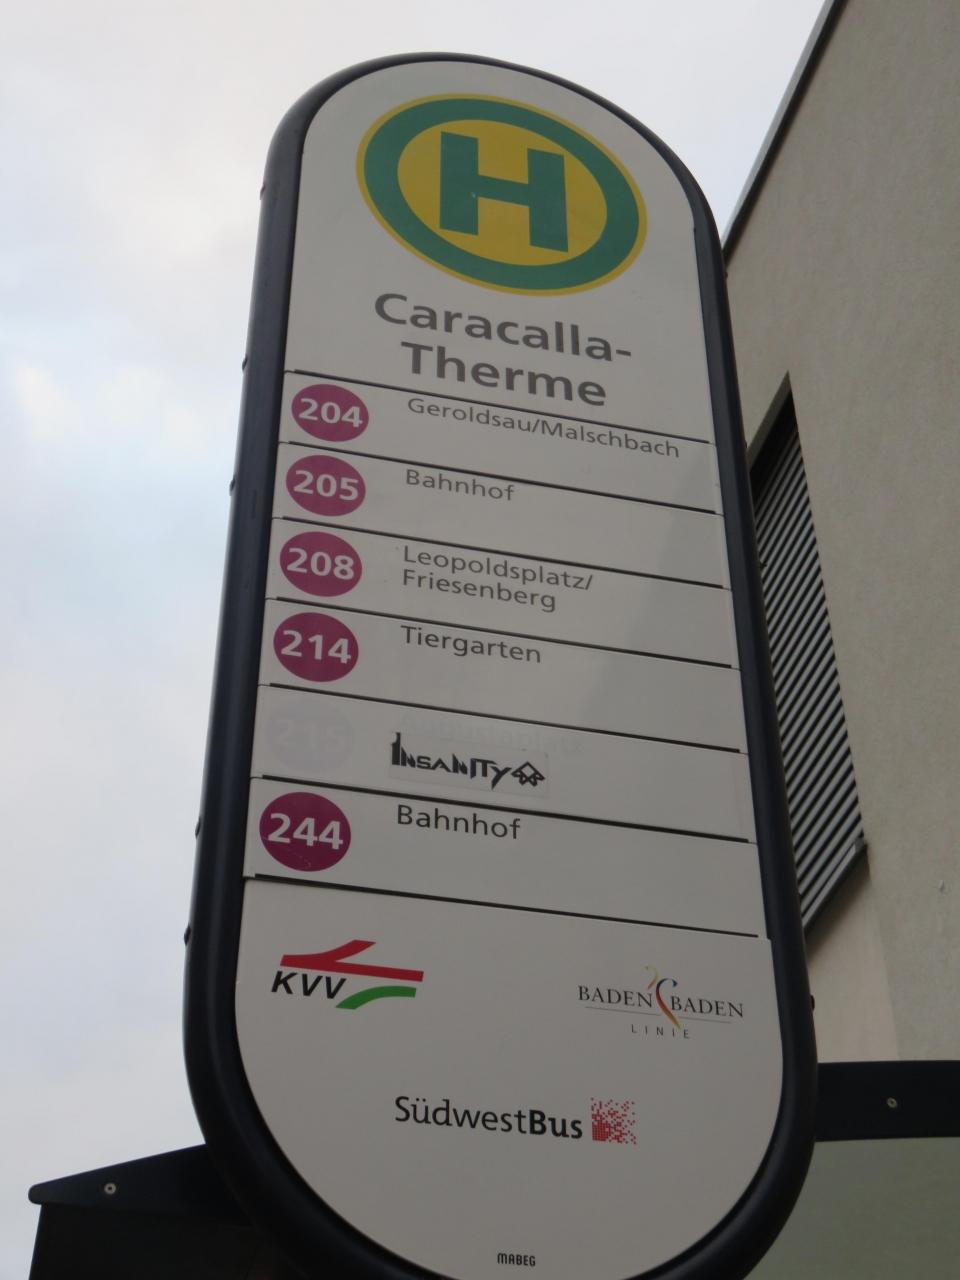 H
Caracalla-
Therme
204 Geroldsau/Malschbach
205 Bahnhof
208 Leopoldsplatz/
Friesenberg
214 Tiergarten
215
INSANITY
244 Bahnhof
KVV
BADEN BADEN
LINIE
SüdwestBus
MABEG